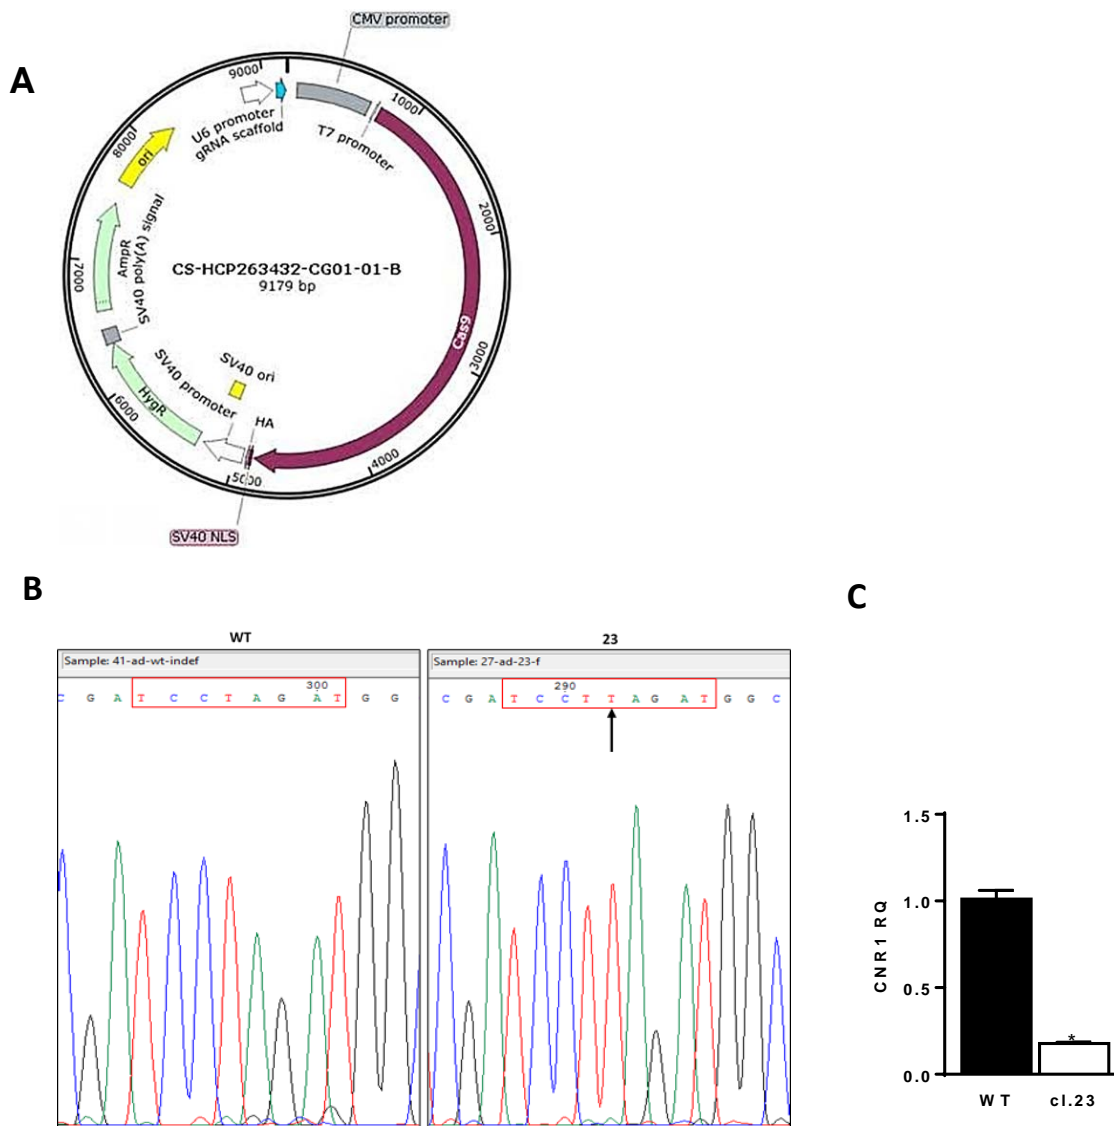 A
CMV promoter
9000
1000
U6 promoter
gRNA scaffold
T7 promoter
8000
ori
2000
SV40 poly(A) signal
AmpR
7000
CS-HCP263432-CG01-01-B
9179 bp
Cas9
3000
SV40 ori
SV40 promoter
HA
HygR
6000
4000
5000
SV40 NLS
B
C
WT
23
Sample: 41-ad-wt-indef
Sample: 27-ad-23-f
300
290
C G A T C C T A G A T G G
C G A T C C T T A G A T G G C
1.5
1.0
0.5
0.0
CNR1 RQ
*
WT
cl.23